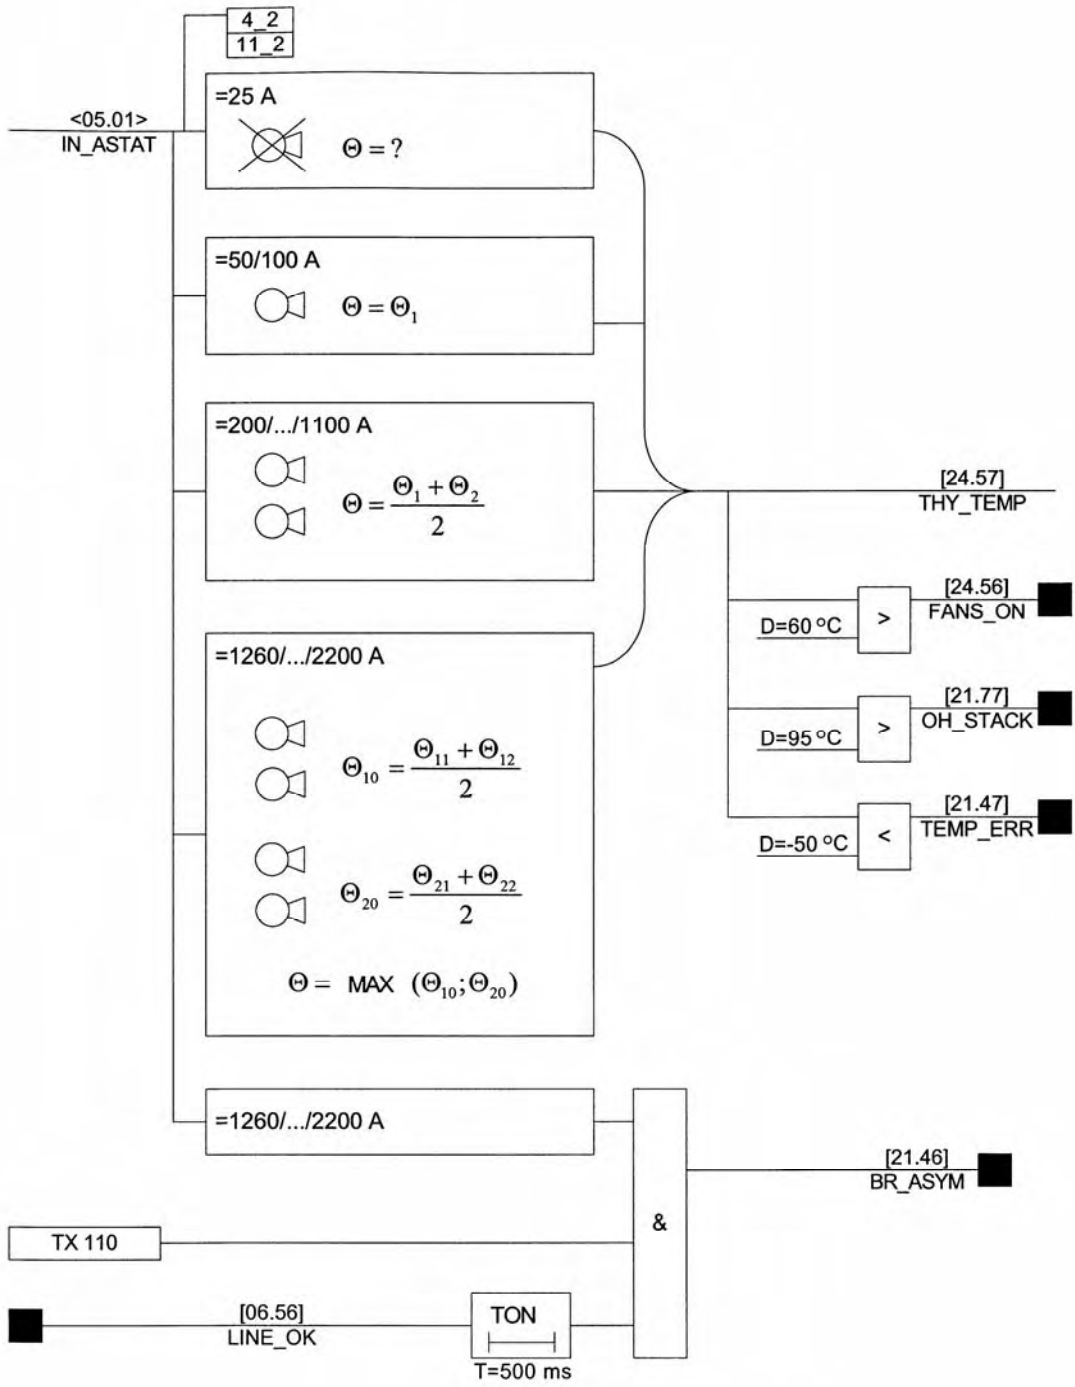 4_2
11_2
<05.01>
IN_ASTAT
=25 A
Θ = ?
=50/100 A
Θ = Θ₁
=200/.../1100 A
Θ = (Θ₁ + Θ₂) / 2
[24.57]
THY_TEMP
[24.56]
FANS_ON
D=60 °C
>
[21.77]
OH_STACK
D=95 °C
>
[21.47]
TEMP_ERR
D=-50 °C
<
=1260/.../2200 A
Θ₁₀ = (Θ₁₁ + Θ₁₂) / 2
Θ₂₀ = (Θ₂₁ + Θ₂₂) / 2
Θ = MAX (Θ₁₀;Θ₂₀)
=1260/.../2200 A
[21.46]
BR_ASYM
&
TX 110
[06.56]
LINE_OK
TON
T=500 ms